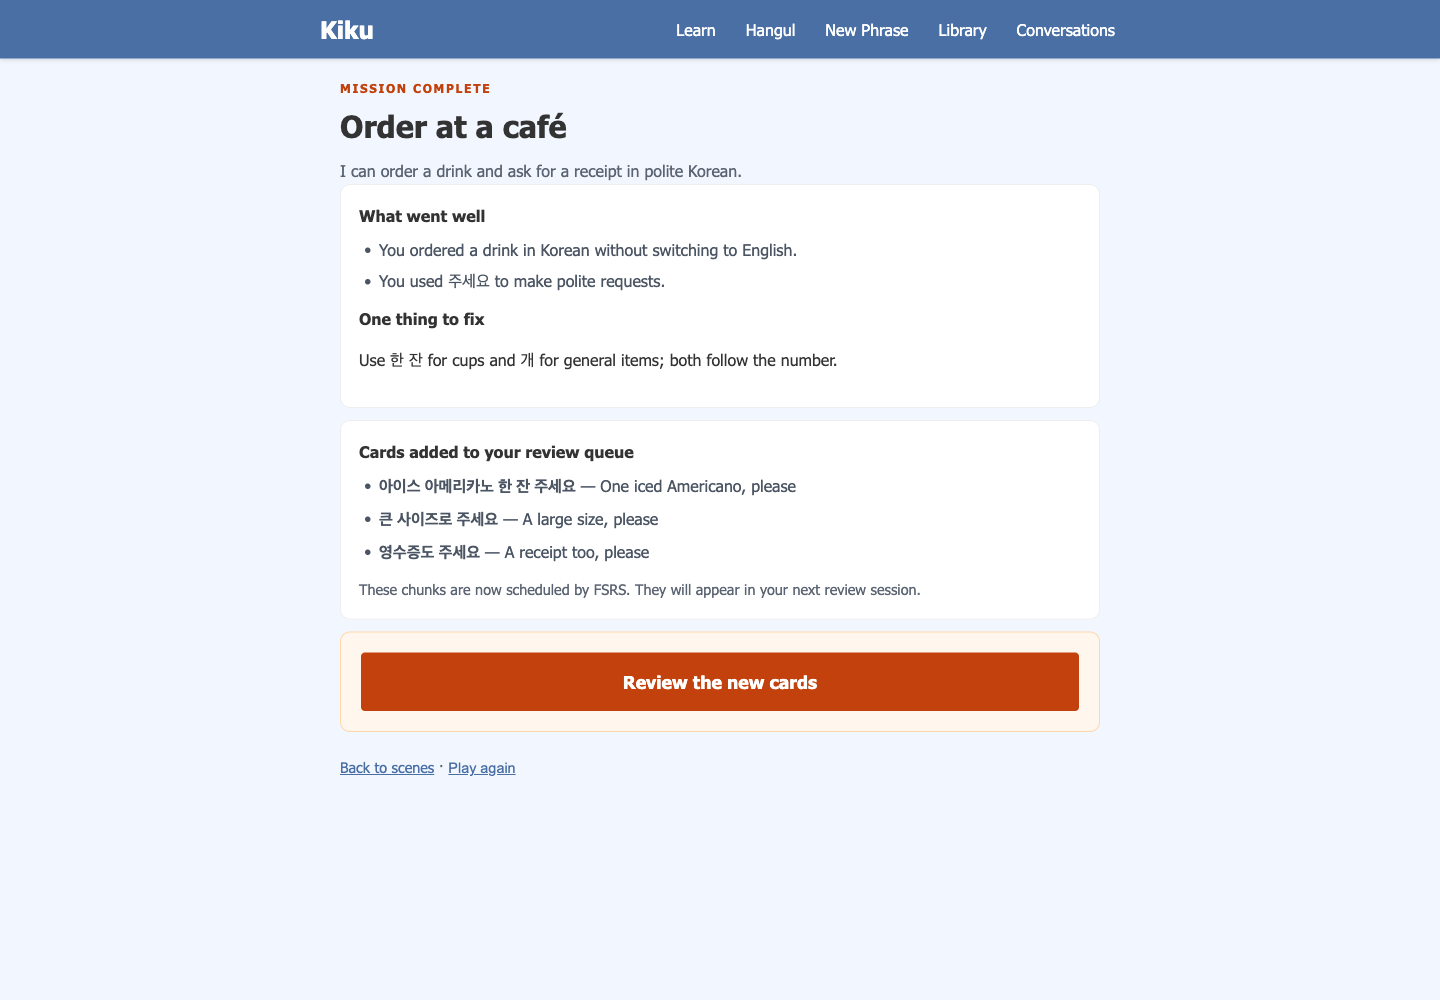 Kiku
Learn Hangul New Phrase Library Conversations
MISSION COMPLETE
Order at a café
I can order a drink and ask for a receipt in polite Korean.
What went well
• You ordered a drink in Korean without switching to English.
• You used 주세요 to make polite requests.
One thing to fix
Use 한 잔 for cups and 개 for general items; both follow the number.
Cards added to your review queue
• 아이스 아메리카노 한 잔 주세요 — One iced Americano, please
• 큰 사이즈로 주세요 — A large size, please
• 영수증도 주세요 — A receipt too, please
These chunks are now scheduled by FSRS. They will appear in your next review session.
Review the new cards
Back to scenes · Play again